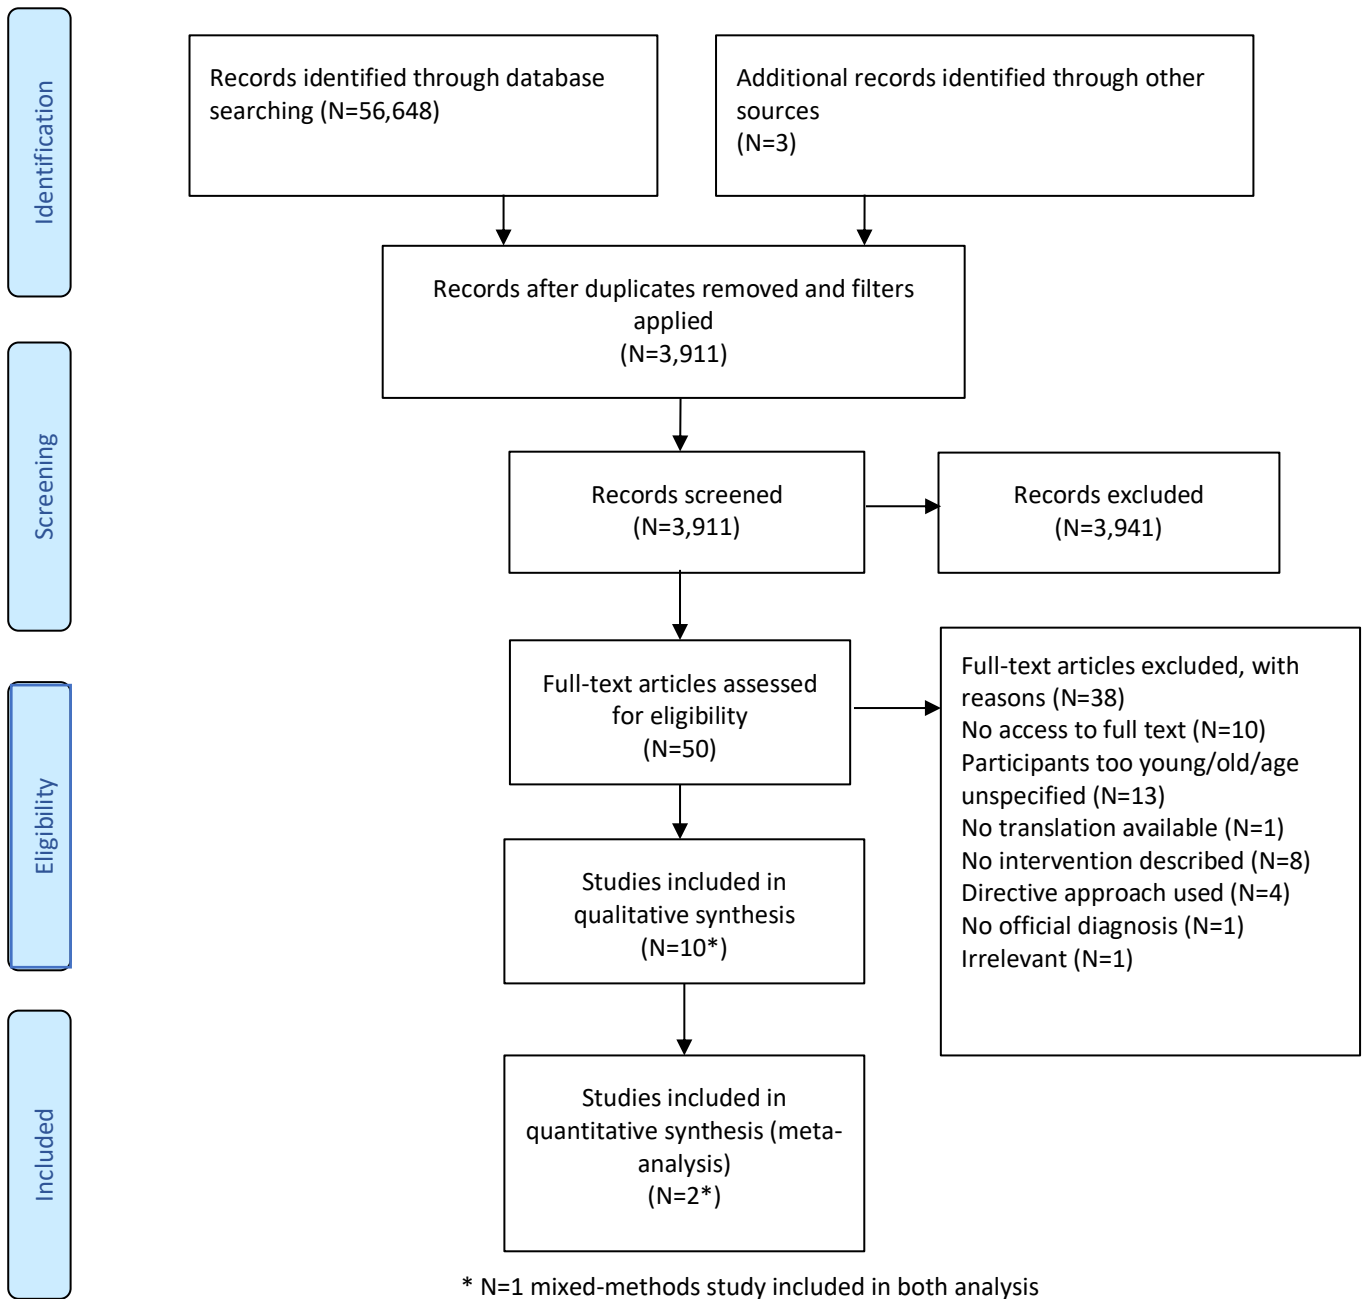 Identification
Records identified through database
searching (N=56,648)
Additional records identified through other
sources
(N=3)
Records after duplicates removed and filters
applied
(N=3,911)
Screening
Records screened
(N=3,911)
Records excluded
(N=3,941)
Eligibility
Full-text articles assessed
for eligibility
(N=50)
Full-text articles excluded, with
reasons (N=38)
No access to full text (N=10)
Participants too young/old/age
unspecified (N=13)
No translation available (N=1)
No intervention described (N=8)
Directive approach used (N=4)
No official diagnosis (N=1)
Irrelevant (N=1)
Studies included in
qualitative synthesis
(N=10*)
Included
Studies included in
quantitative synthesis (meta-
analysis)
(N=2*)
* N=1 mixed-methods study included in both analysis